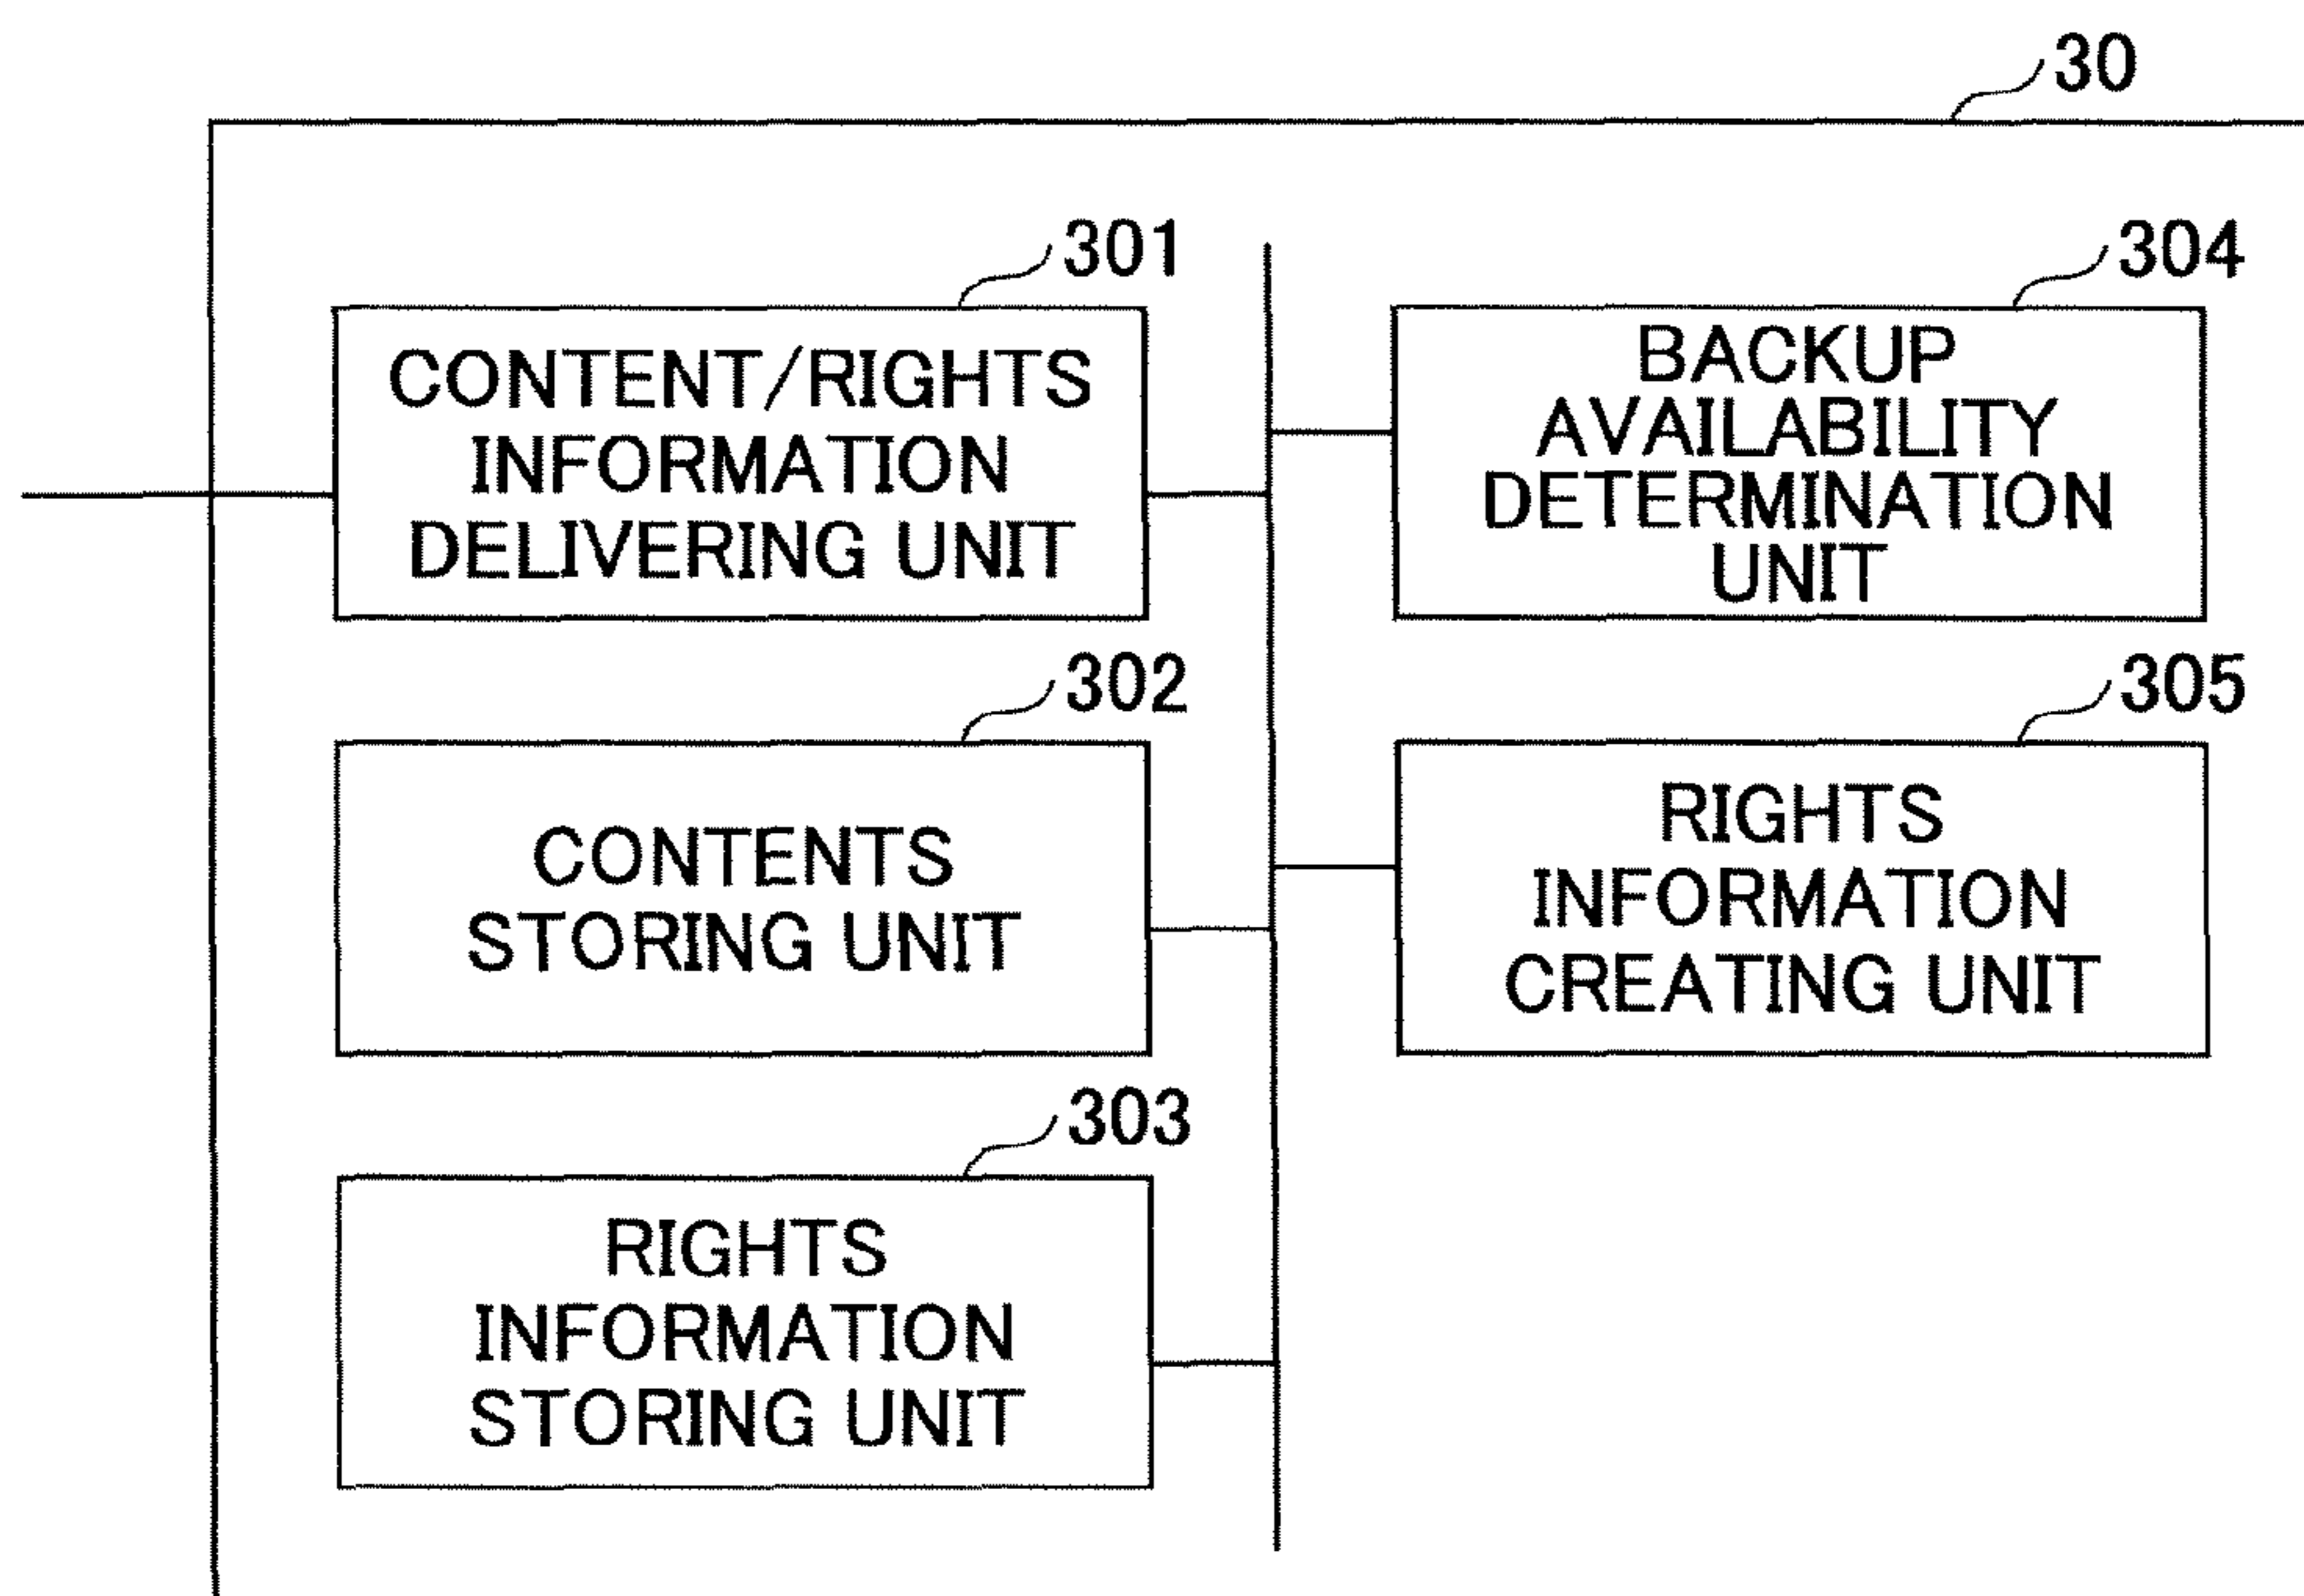 30
301
CONTENT/RIGHTS
INFORMATION
DELIVERING UNIT
302
CONTENTS
STORING UNIT
303
RIGHTS
INFORMATION
STORING UNIT
304
BACKUP
AVAILABILITY
DETERMINATION
UNIT
305
RIGHTS
INFORMATION
CREATING UNIT